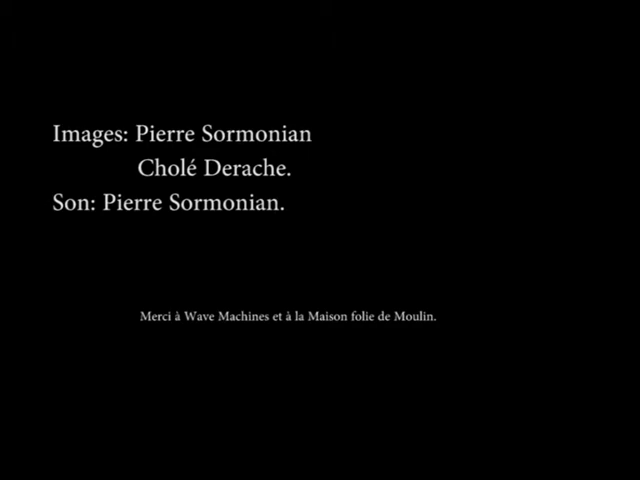 Images: Pierre Sormonian
Cholé Derache.
Son: Pierre Sormonian.
Merci à Wave Machines et à la Maison folie de Moulin.